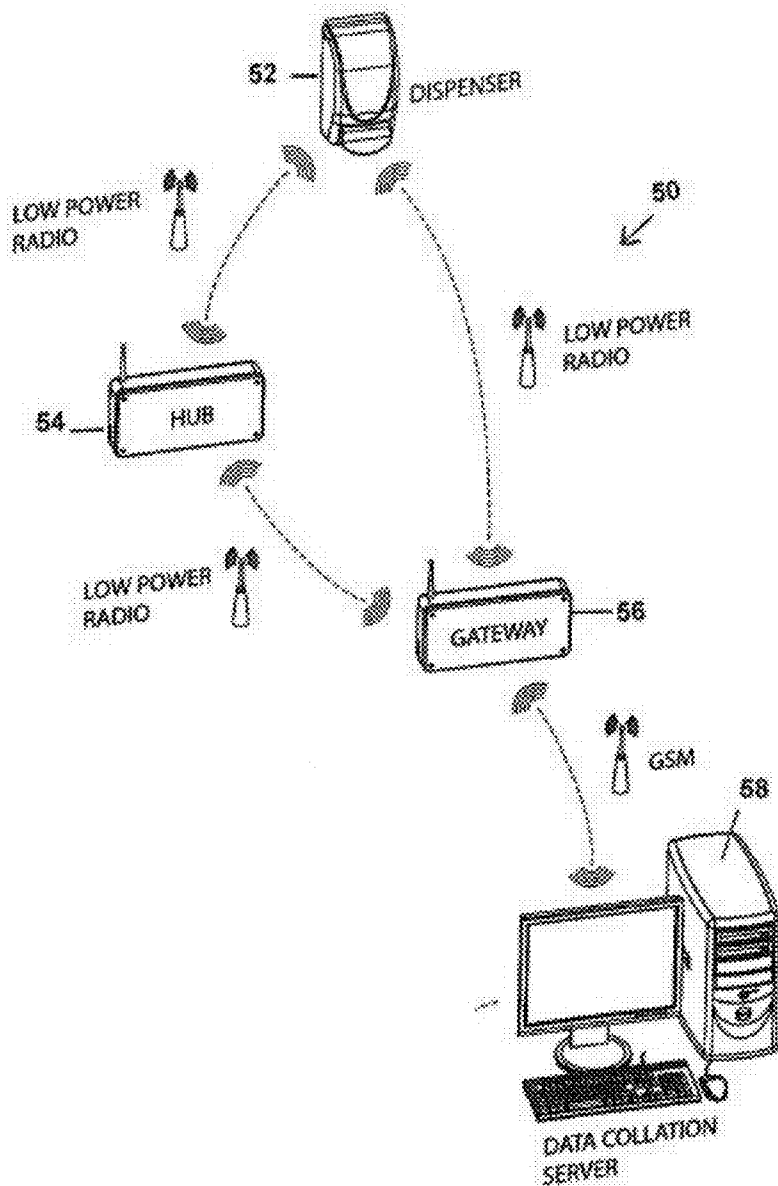 52
DISPENSER
LOW POWER
RADIO
50
LOW POWER
RADIO
54
HUB
LOW POWER
RADIO
GATEWAY
56
GSM
58
DATA COLLATION
SERVER